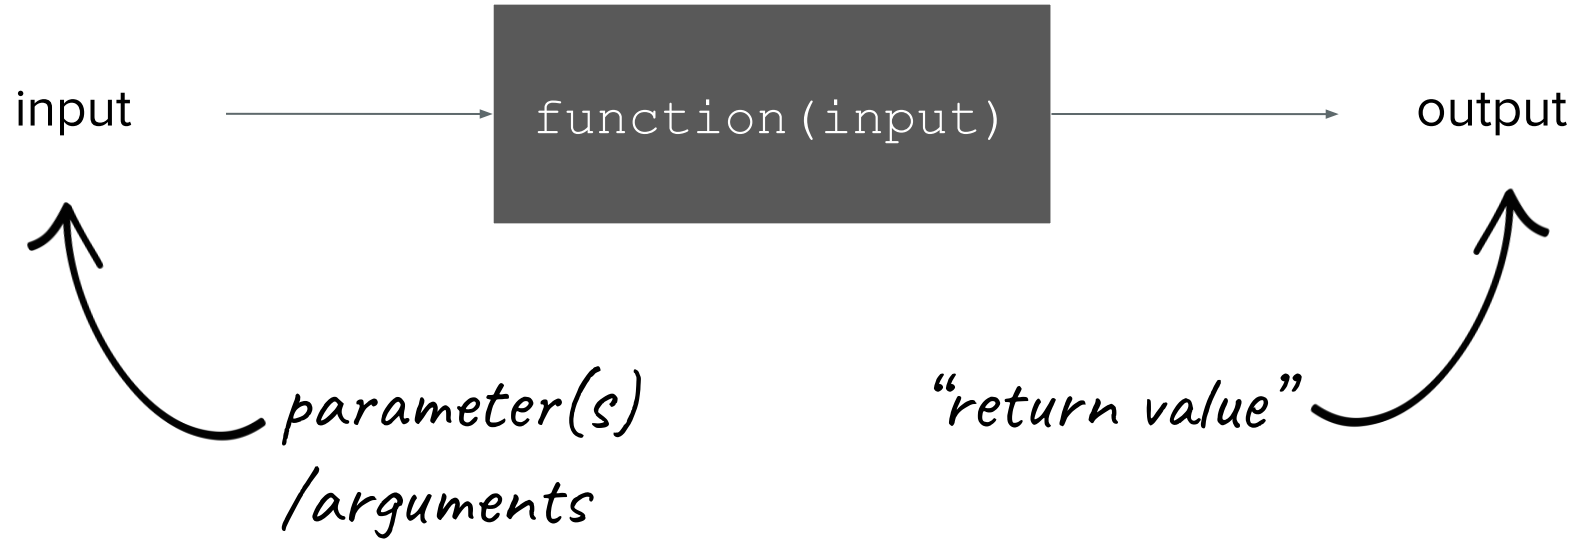 input
function(input)
output
parameter(s)
/arguments
“return value”